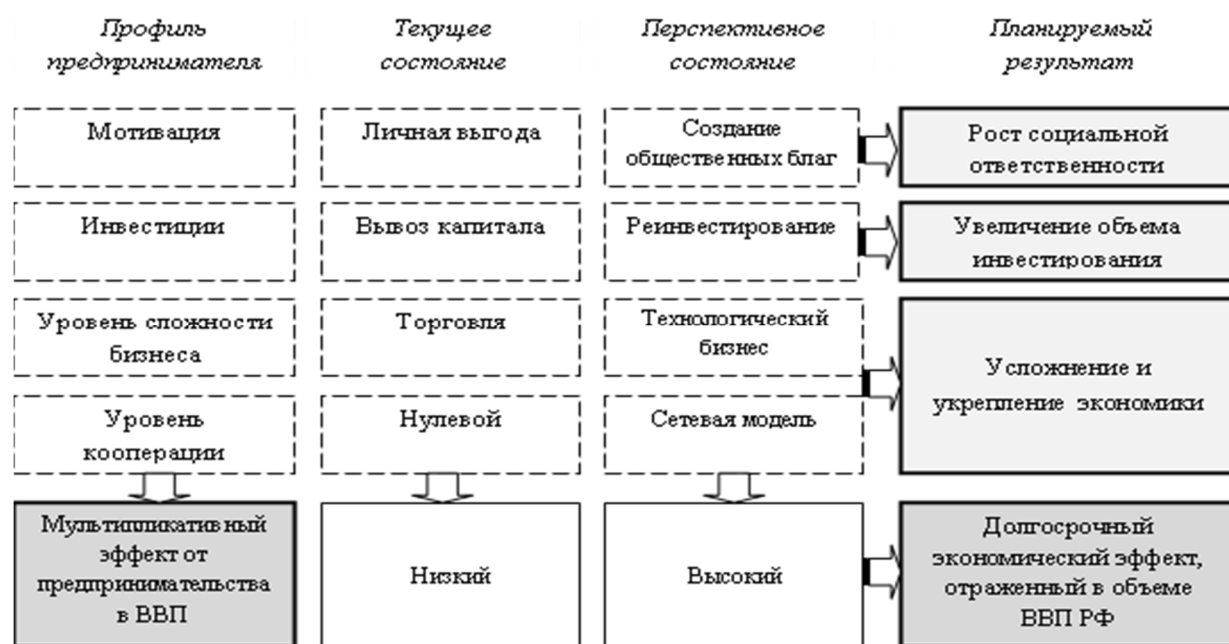 Профиль
предпринимателя
Текущее
состояние
Перспективное
состояние
Планируемый
результат
Мотивация
Личная выгода
Создание
общественных благ
Рост социальной
ответственности
Инвестиции
Вывоз капитала
Реинвестирование
Увеличение объема
инвестирования
Уровень сложности
бизнеса
Торговля
Технологический
бизнес
Усложнение и
укрепление экономики
Уровень
кооперации
Нулевой
Сетевая модель
Мультипликативный
эффект от
предпринимательства
в ВВП
Низкий
Высокий
Долгосрочный
экономический эффект,
отраженный в объеме
ВВП РФ